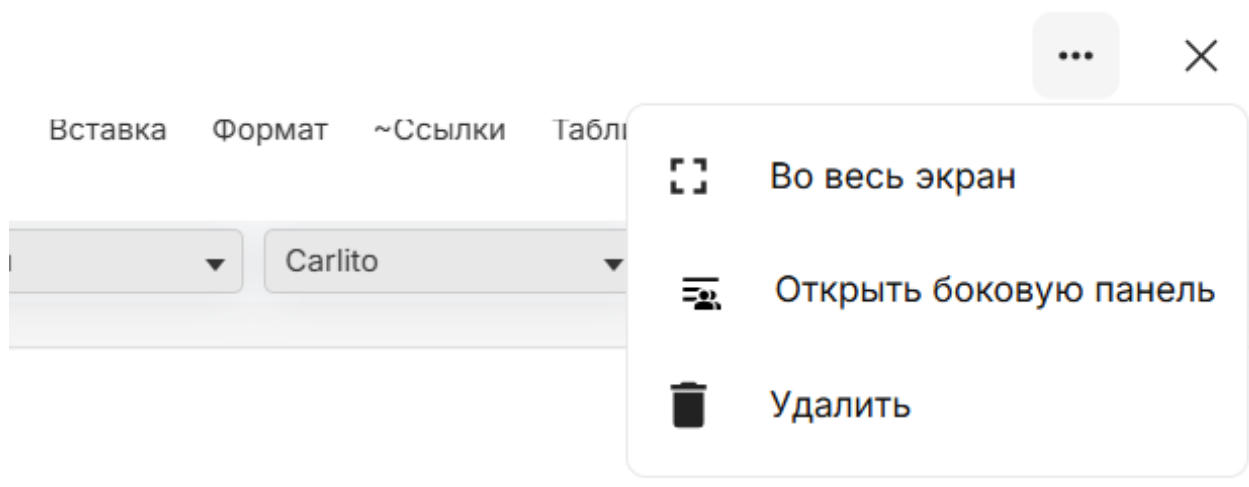 Вставка Формат ~Ссылки
Во весь экран
Carlito
Открыть боковую панель
Удалить